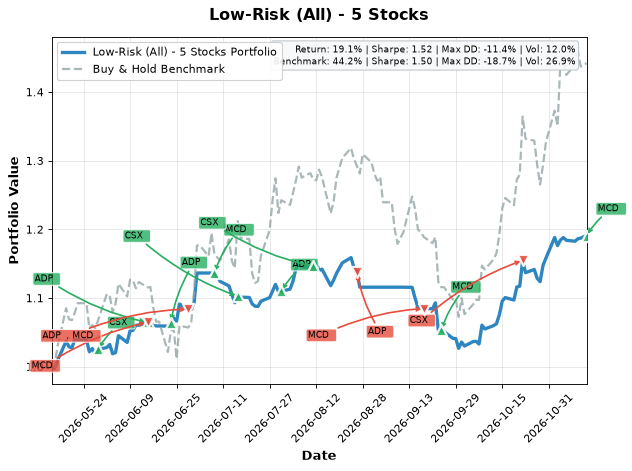 Low-Risk (All) - 5 Stocks
Low-Risk (All) - 5 Stocks Portfolio
Buy & Hold Benchmark
Return: 19.1% | Sharpe: 1.52 | Max DD: -11.4% | Vol: 12.0%
Benchmark: 44.2% | Sharpe: 1.50 | Max DD: -18.7% | Vol: 26.9%
Portfolio Value
1.4
1.3
1.2
1.1
CSX
MCD
MCD
CSX
ADP
ADP
ADP
MCD
CSX
CSX
ADP , MCD
MCD
ADP
MCD
2026-05-24
2026-06-09
2026-06-25
2026-07-11
2026-07-27
2026-08-12
2026-08-28
2026-09-13
2026-09-29
2026-10-15
2026-10-31
Date